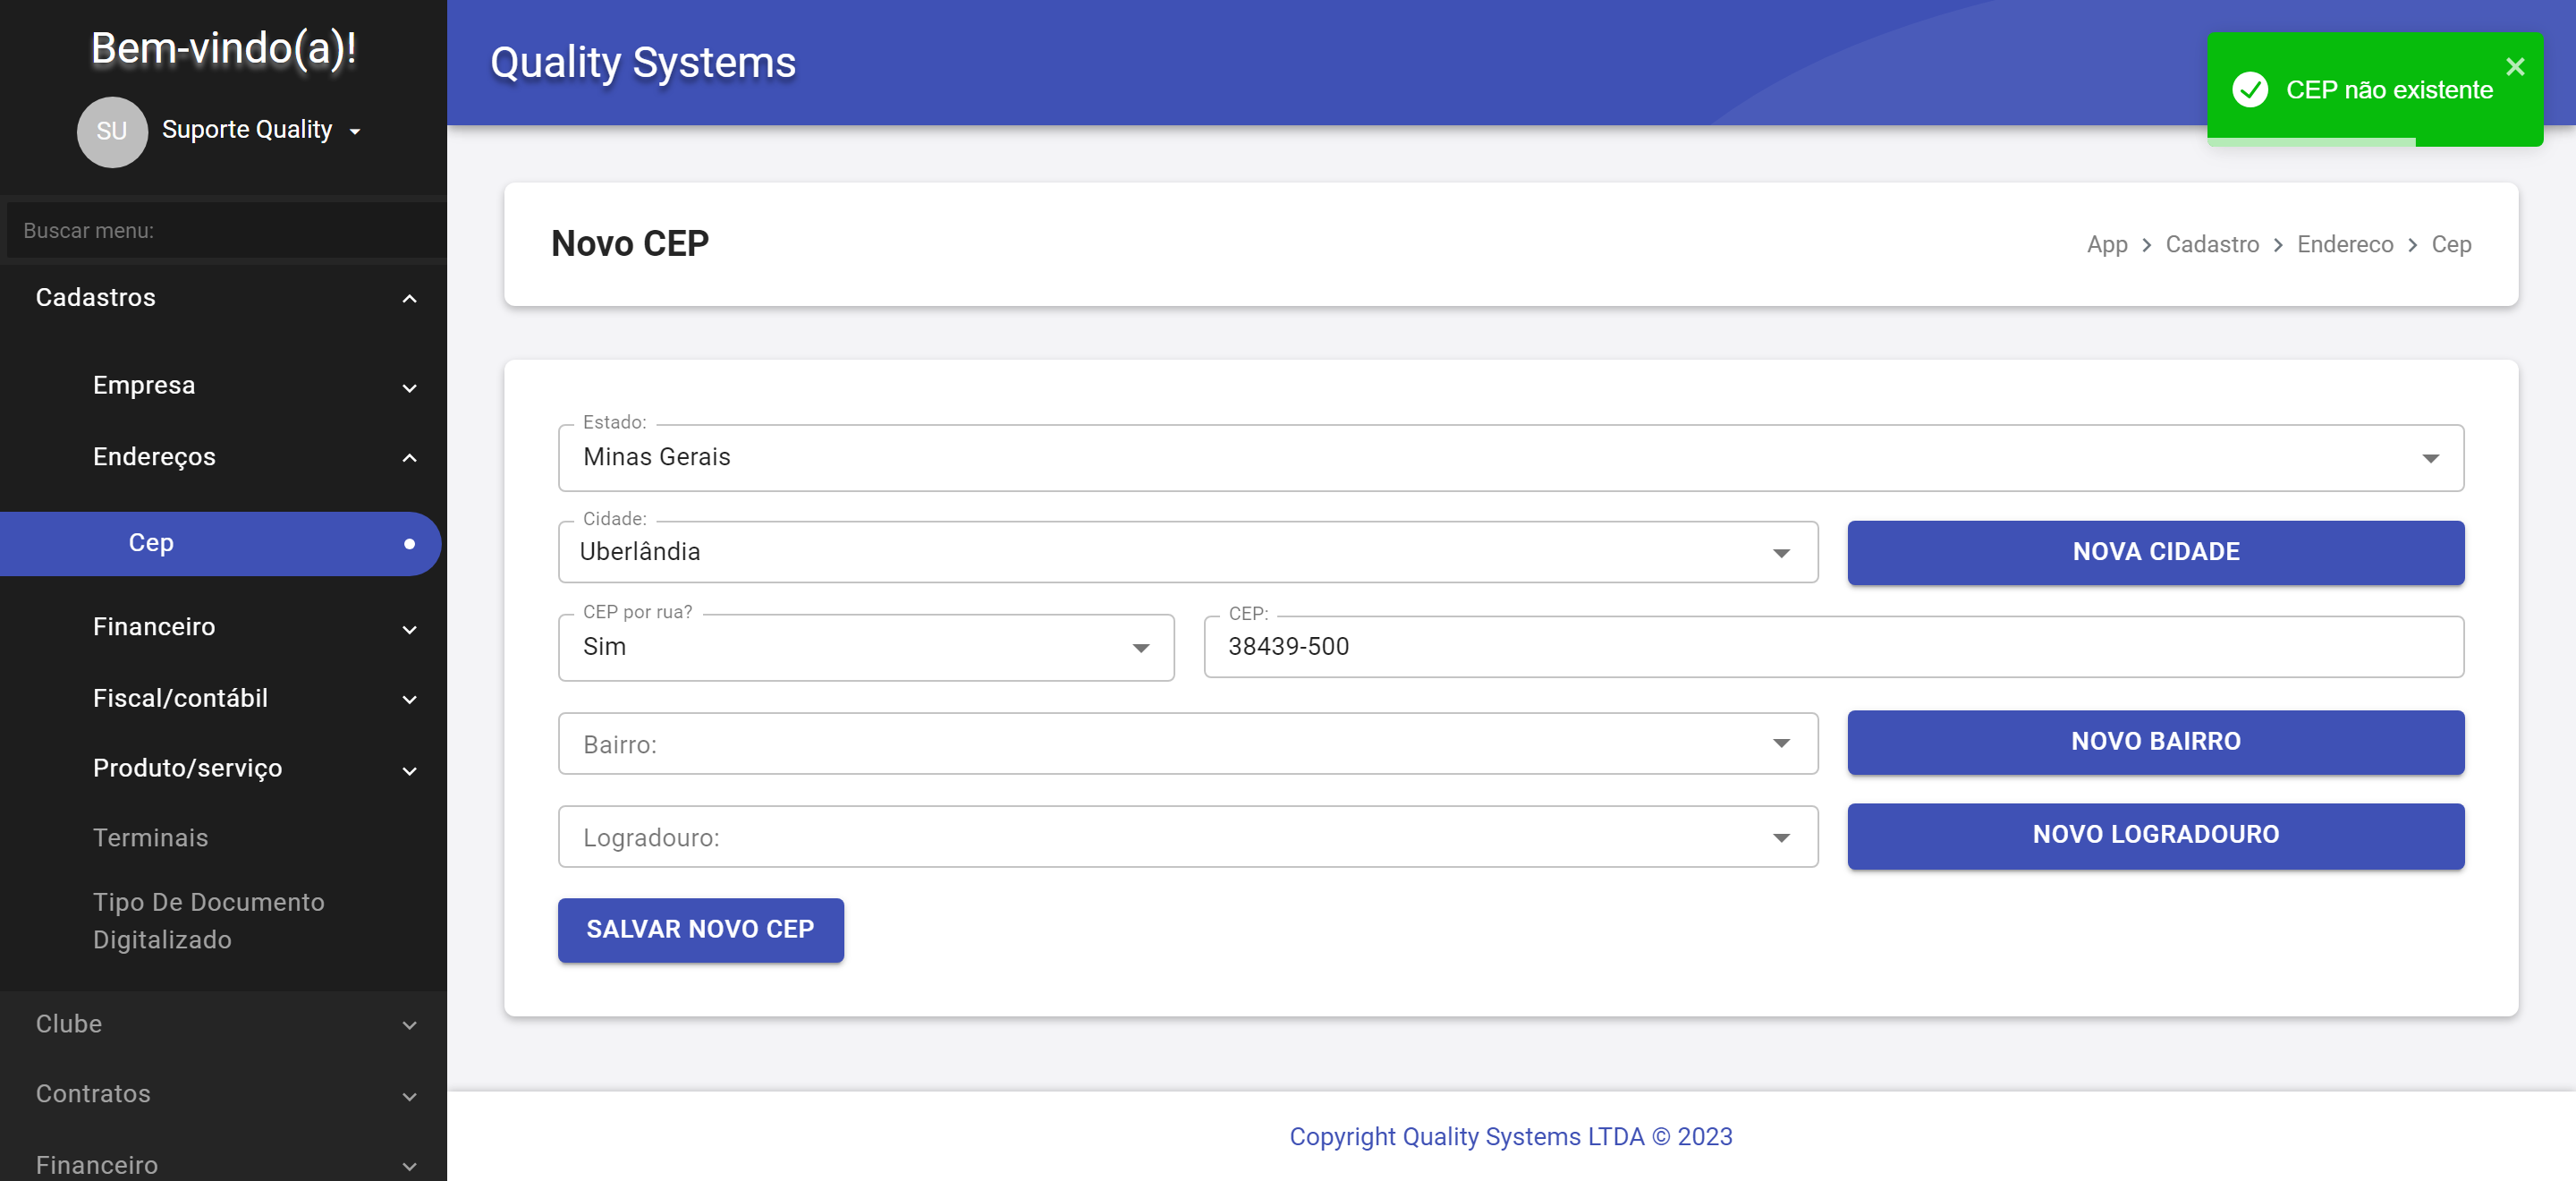 Bem-vindo(a)!
SU
Suporte Quality
Buscar menu:
Cadastros
Empresa
Endereços
Cep
Financeiro
Fiscal/contábil
Produto/serviço
Terminais
Tipo De Documento
Digitalizado
Clube
Contratos
Financeiro
Quality Systems
CEP não existente
Novo CEP
App > Cadastro > Endereco > Cep
Estado:
Minas Gerais
Cidade:
Uberlândia
NOVA CIDADE
CEP por rua?
Sim
CEP:
38439-500
Bairro:
NOVO BAIRRO
Logradouro:
NOVO LOGRADOURO
SALVAR NOVO CEP
Copyright Quality Systems LTDA © 2023